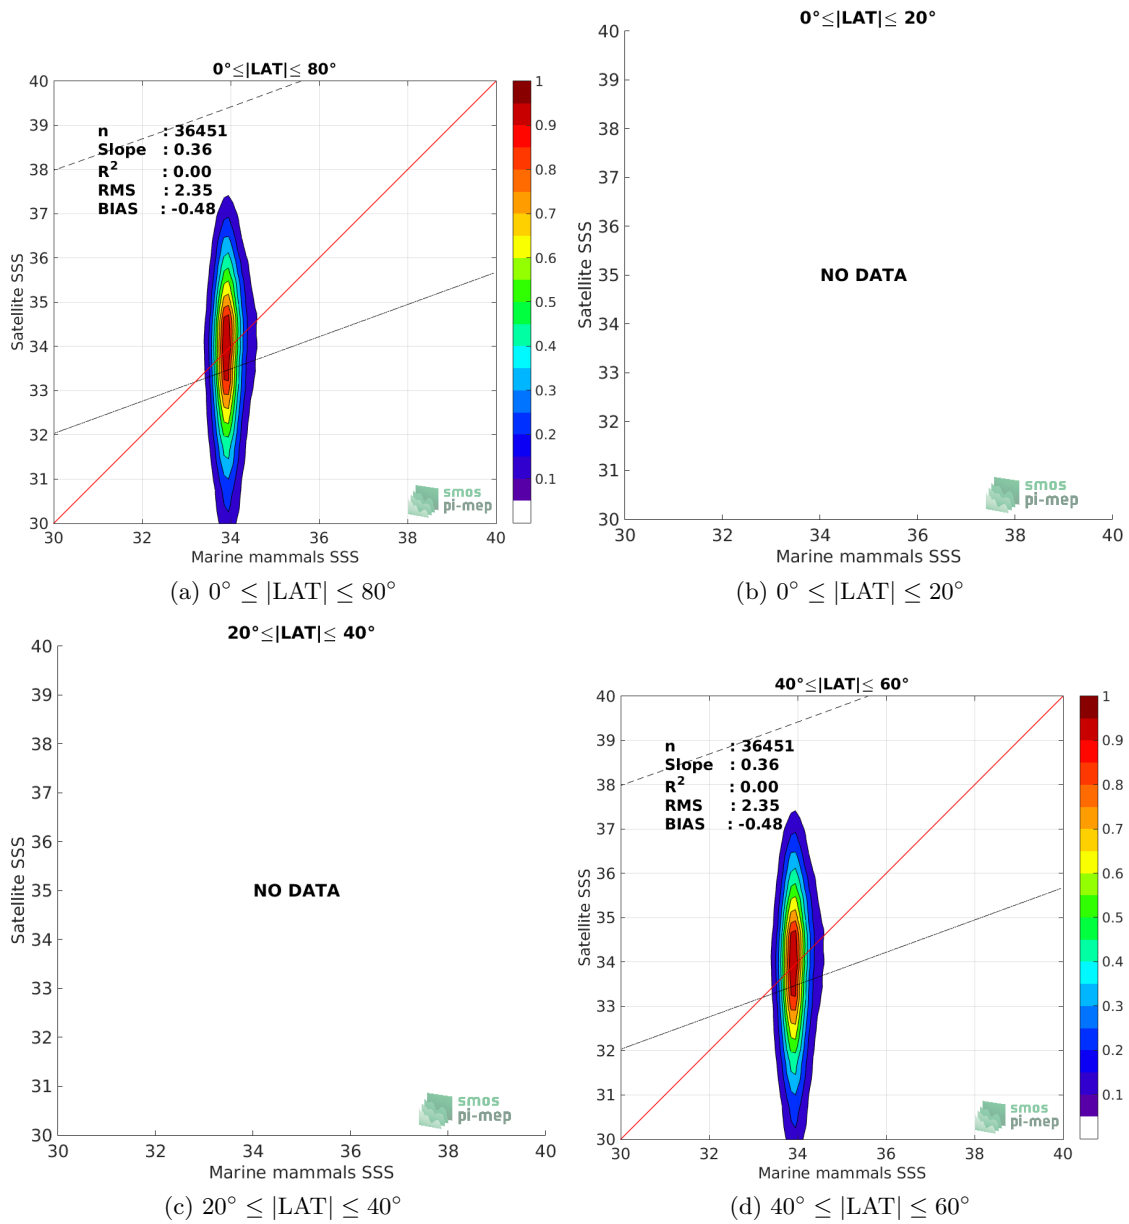 0°≤|LAT|≤ 80°
40
39
38
37
36
35
34
33
32
31
30
Satellite SSS
n : 36451
Slope : 0.36
R² : 0.00
RMS : 2.35
BIAS : -0.48
1
0.9
0.8
0.7
0.6
0.5
0.4
0.3
0.2
0.1
smos
pi-mep
30 32 34 36 38 40
Marine mammals SSS
(a) 0° ≤ |LAT| ≤ 80°
0°≤|LAT|≤ 20°
40
39
38
37
36
35
34
33
32
31
30
Satellite SSS
NO DATA
smos
pi-mep
30 32 34 36 38 40
Marine mammals SSS
(b) 0° ≤ |LAT| ≤ 20°
20°≤|LAT|≤ 40°
40
39
38
37
36
35
34
33
32
31
30
Satellite SSS
NO DATA
smos
pi-mep
30 32 34 36 38 40
Marine mammals SSS
(c) 20° ≤ |LAT| ≤ 40°
40°≤|LAT|≤ 60°
40
39
38
37
36
35
34
33
32
31
30
Satellite SSS
n : 36451
Slope : 0.36
R² : 0.00
RMS : 2.35
BIAS : -0.48
1
0.9
0.8
0.7
0.6
0.5
0.4
0.3
0.2
0.1
smos
pi-mep
30 32 34 36 38 40
Marine mammals SSS
(d) 40° ≤ |LAT| ≤ 60°